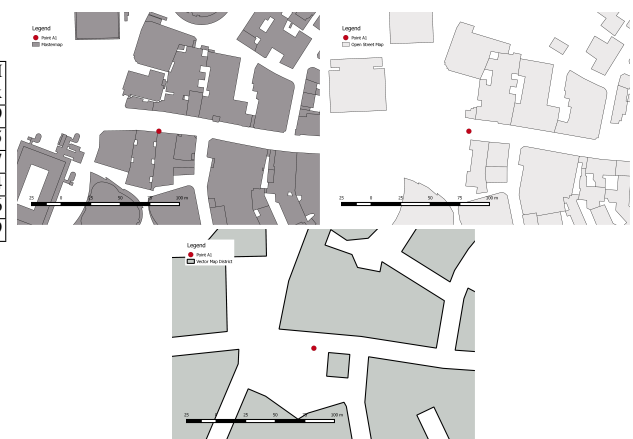 Legend
Point A1
Mastermap
25 0 25 50 75 100 m
Legend
Point A1
Open Street Map
25 0 25 50 75 100 m
Legend
Point A1
Vector Map District
25 0 25 50 75 100 m